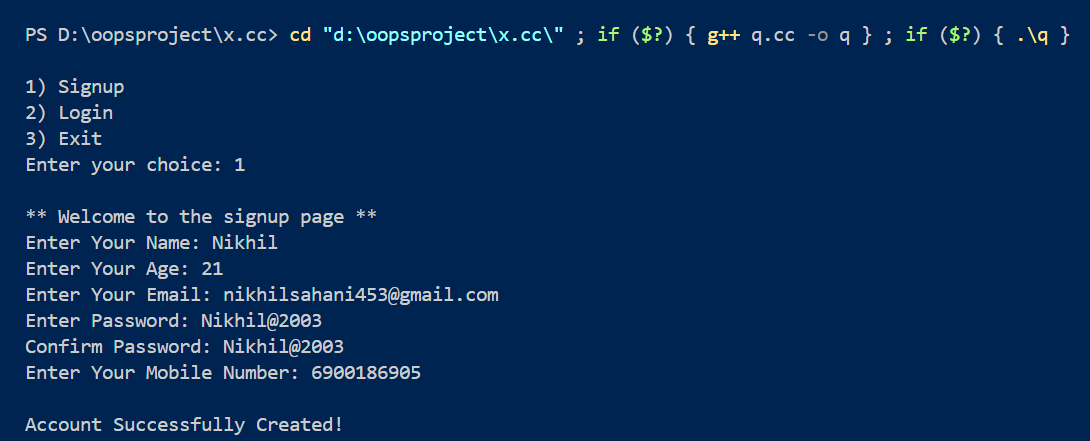 PS D:\oopsproject\x.cc> cd "d:\oopsproject\x.cc\" ; if ($?) { g++ q.cc -o q } ; if ($?) { .\q }
1) Signup
2) Login
3) Exit
Enter your choice: 1
** Welcome to the signup page **
Enter Your Name: Nikhil
Enter Your Age: 21
Enter Your Email: nikhilsahani453@gmail.com
Enter Password: Nikhil@2003
Confirm Password: Nikhil@2003
Enter Your Mobile Number: 6900186905
Account Successfully Created!